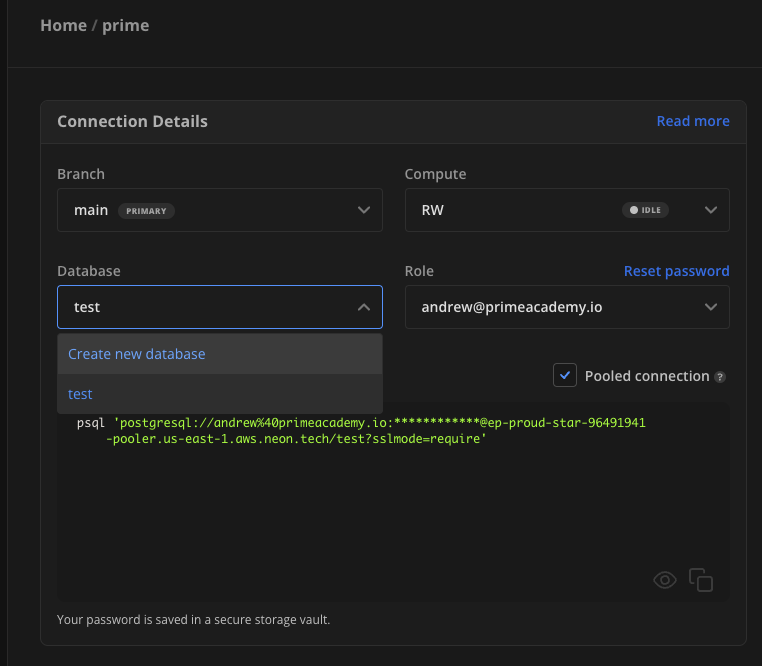 Home / prime
Connection Details
Read more
Branch
Compute
main PRIMARY
RW IDLE
Database
Role
Reset password
test
andrew@primeacademy.io
Create new database
test
Pooled connection ?
psql 'postgresql://andrew%40primeacademy.io:************@ep-proud-star-96491941
-pooler.us-east-1.aws.neon.tech/test?sslmode=require'
Your password is saved in a secure storage vault.